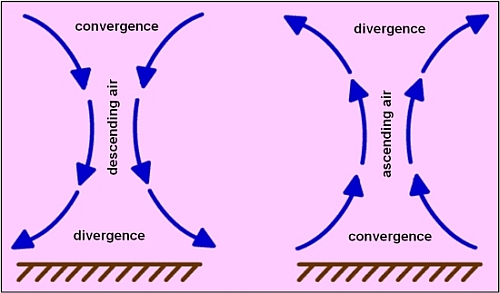 convergence
descending air
divergence
divergence
ascending air
convergence